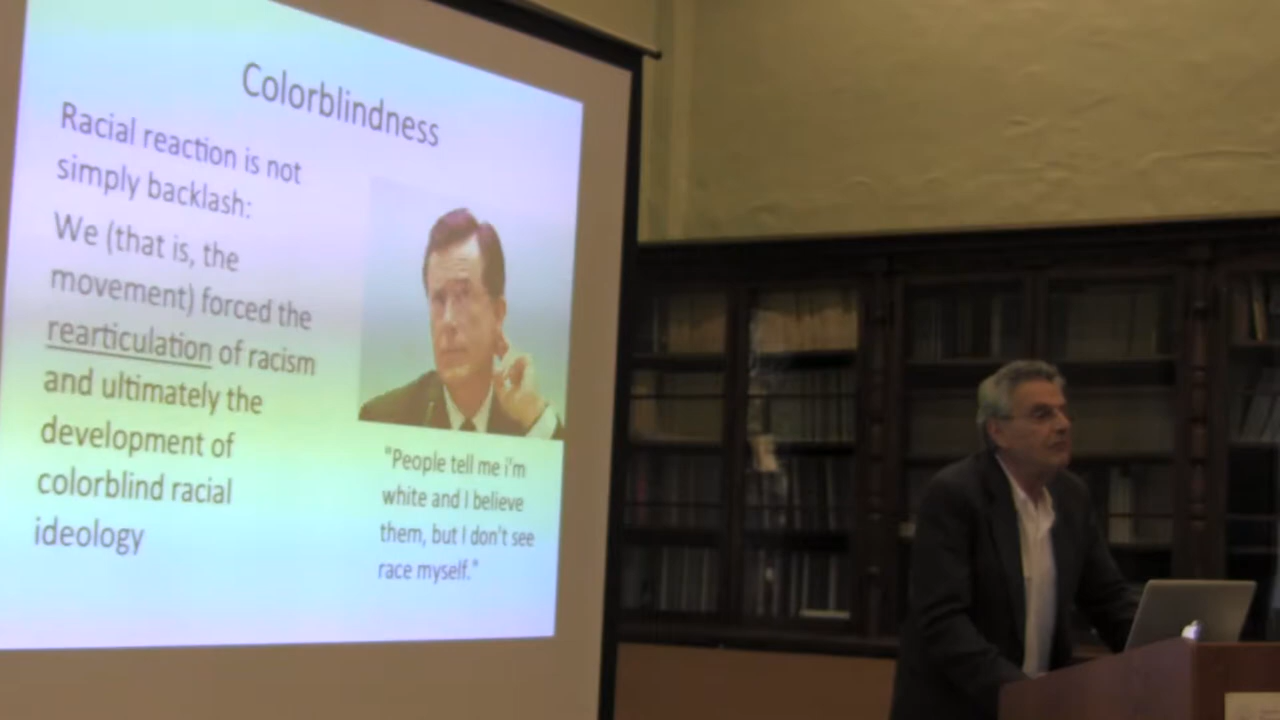 Colorblindness
Racial reaction is not
simply backlash:
We (that is, the
movement) forced the
rearticulation of racism
and ultimately the
development of
colorblind racial
ideology
"People tell me i'm
white and I believe
them, but I don't see
race myself."